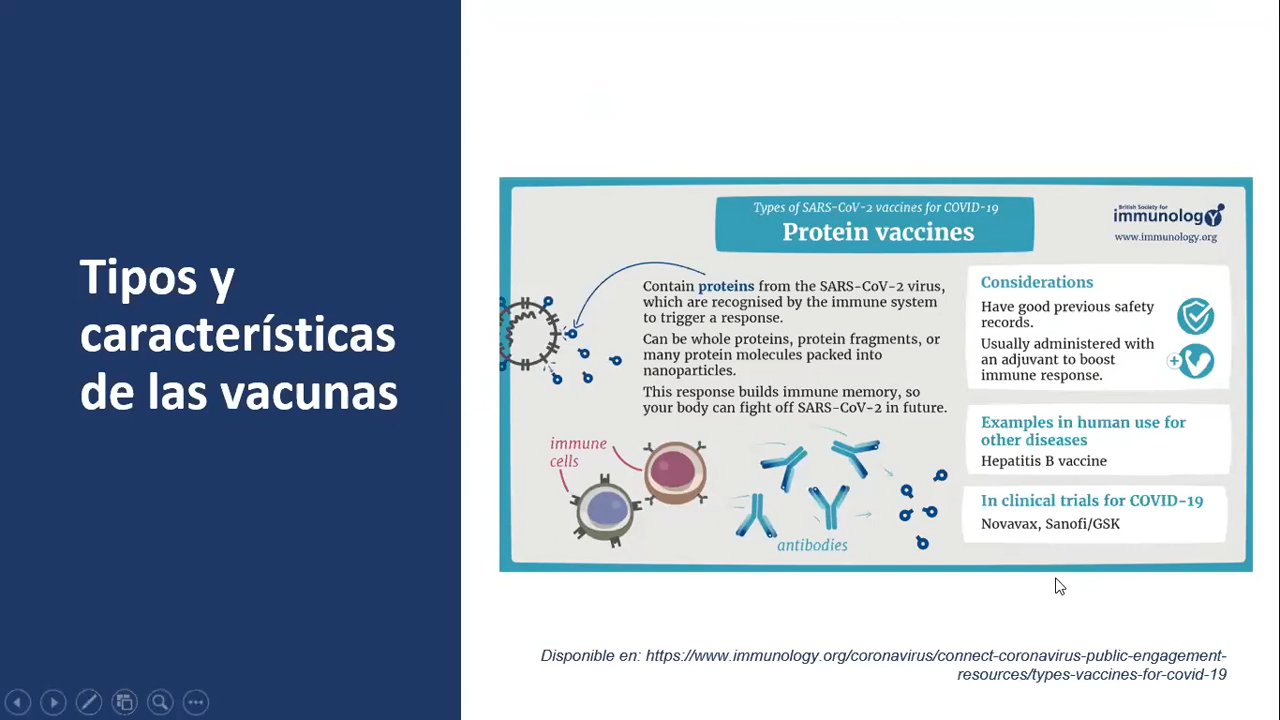 Tipos y
características
de las vacunas
Types of SARS-CoV-2 vaccines for COVID-19
Protein vaccines
British Society for
immunology
www.immunology.org
Contain proteins from the SARS-CoV-2 virus,
which are recognised by the immune system
to trigger a response.
Can be whole proteins, protein fragments, or
many protein molecules packed into
nanoparticles.
This response builds immune memory, so
your body can fight off SARS-CoV-2 in future.
immune
cells
antibodies
Considerations
Have good previous safety
records.
Usually administered with
an adjuvant to boost
immune response.
Examples in human use for
other diseases
Hepatitis B vaccine
In clinical trials for COVID-19
Novavax, Sanofi/GSK
Disponible en: https://www.immunology.org/coronavirus/connect-coronavirus-public-engagement-
resources/types-vaccines-for-covid-19